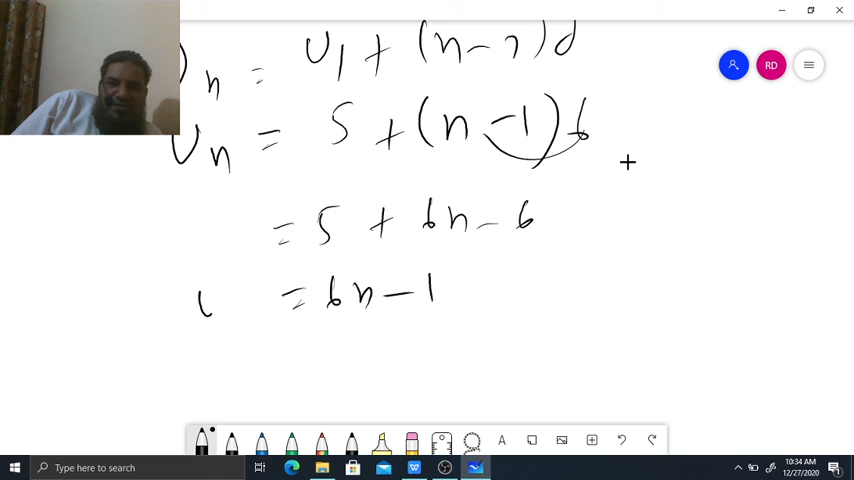 Un = U1 + (n-1)d
RD
Un = 5 + (n-1)6
= 5 + 6n - 6
= 6n - 1
A
Type here to search
10:34 AM
12/27/2020